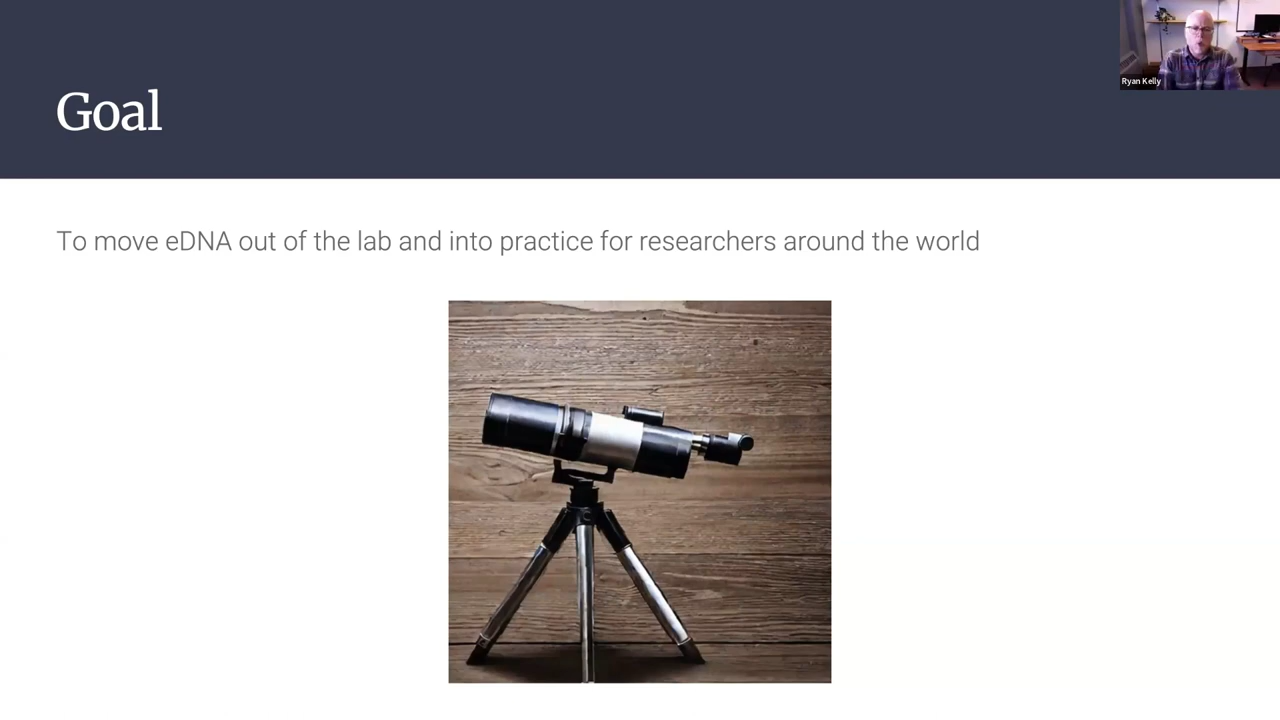 Goal
Ryan Kelly
To move eDNA out of the lab and into practice for researchers around the world